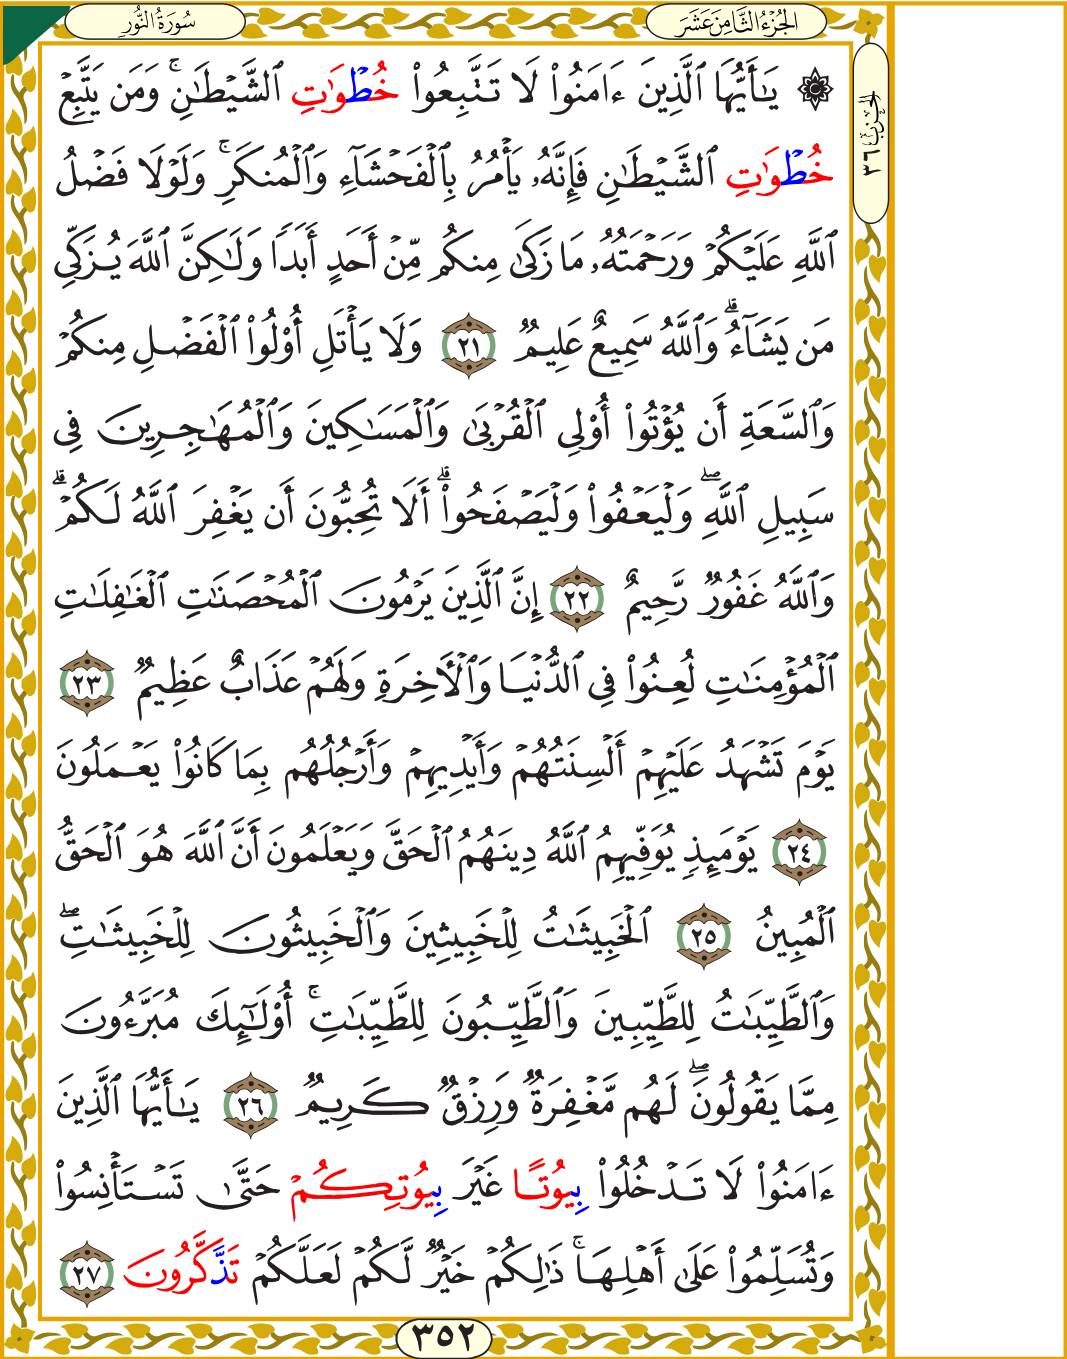 سُورَةُ النُّورِ
الجُزْءُ الثَّامِنَ عَشَرَ
الحزب ٣٦
۞ يَٰٓأَيُّهَا ٱلَّذِينَ ءَامَنُوا۟ لَا تَتَّبِعُوا۟ خُطْوَٰتِ ٱلشَّيْطَٰنِۚ وَمَن يَتَّبِعْ
خُطْوَٰتِ ٱلشَّيْطَٰنِ فَإِنَّهُۥ يَأْمُرُ بِٱلْفَحْشَآءِ وَٱلْمُنكَرِۚ وَلَوْلَا فَضْلُ
ٱللَّهِ عَلَيْكُمْ وَرَحْمَتُهُۥ مَا زَكَىٰ مِنكُم مِّنْ أَحَدٍ أَبَدًا وَلَٰكِنَّ ٱللَّهَ يُزَكِّى
مَن يَشَآءُۗ وَٱللَّهُ سَمِيعٌ عَلِيمٌ ٢١ وَلَا يَأْتَلِ أُو۟لُوا۟ ٱلْفَضْلِ مِنكُمْ
وَٱلسَّعَةِ أَن يُؤْتُوٓا۟ أُو۟لِى ٱلْقُرْبَىٰ وَٱلْمَسَٰكِينَ وَٱلْمُهَٰجِرِينَ فِى
سَبِيلِ ٱللَّهِۖ وَلْيَعْفُوا۟ وَلْيَصْفَحُوٓا۟ۗ أَلَا تُحِبُّونَ أَن يَغْفِرَ ٱللَّهُ لَكُمْۗ
وَٱللَّهُ غَفُورٌ رَّحِيمٌ ٢٢ إِنَّ ٱلَّذِينَ يَرْمُونَ ٱلْمُحْصَنَٰتِ ٱلْغَٰفِلَٰتِ
ٱلْمُؤْمِنَٰتِ لُعِنُوا۟ فِى ٱلدُّنْيَا وَٱلْءَاخِرَةِ وَلَهُمْ عَذَابٌ عَظِيمٌ ٢٣
يَوْمَ تَشْهَدُ عَلَيْهِمْ أَلْسِنَتُهُمْ وَأَيْدِيهِمْ وَأَرْجُلُهُم بِمَا كَانُوا۟ يَعْمَلُونَ
٢٤ يَوْمَئِذٍ يُوَفِّيهِمُ ٱللَّهُ دِينَهُمُ ٱلْحَقَّ وَيَعْلَمُونَ أَنَّ ٱللَّهَ هُوَ ٱلْحَقُّ
ٱلْمُبِينُ ٢٥ ٱلْخَبِيثَٰتُ لِلْخَبِيثِينَ وَٱلْخَبِيثُونَ لِلْخَبِيثَٰتِۖ
وَٱلطَّيِّبَٰتُ لِلطَّيِّبِينَ وَٱلطَّيِّبُونَ لِلطَّيِّبَٰتِۚ أُو۟لَٰٓئِكَ مُبَرَّءُونَ
مِمَّا يَقُولُونَۖ لَهُم مَّغْفِرَةٌ وَرِزْقٌ كَرِيمٌ ٢٦ يَٰٓأَيُّهَا ٱلَّذِينَ
ءَامَنُوا۟ لَا تَدْخُلُوا۟ بِيُوتًا غَيْرَ بِيُوتِكُمْ حَتَّىٰ تَسْتَأْنِسُوا۟
وَتُسَلِّمُوا۟ عَلَىٰٓ أَهْلِهَاۚ ذَٰلِكُمْ خَيْرٌ لَّكُمْ لَعَلَّكُمْ تَذَّكَّرُونَ ٢٧
٣٥٢